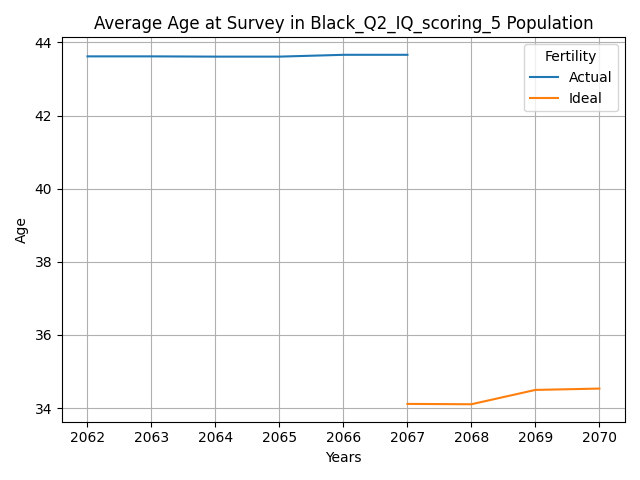 Average Age at Survey in Black_Q2_IQ_scoring_5 Population
44
42
40
38
36
34
Age
Fertility
Actual
Ideal
2062 2063 2064 2065 2066 2067 2068 2069 2070
Years